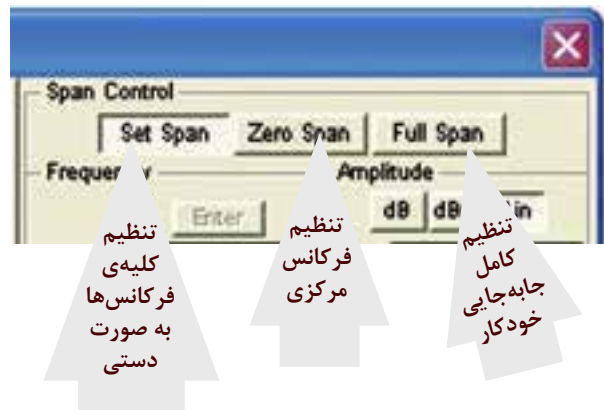 Span Control
Set Span Zero Span Full Span
Frequency Amplitude
Enter dB
تنظیم
کلیه‌ی
فرکانس‌ها
به صورت
دستی
تنظیم
فرکانس
مرکزی
تنظیم
کامل
جابه‌جایی
خودکار